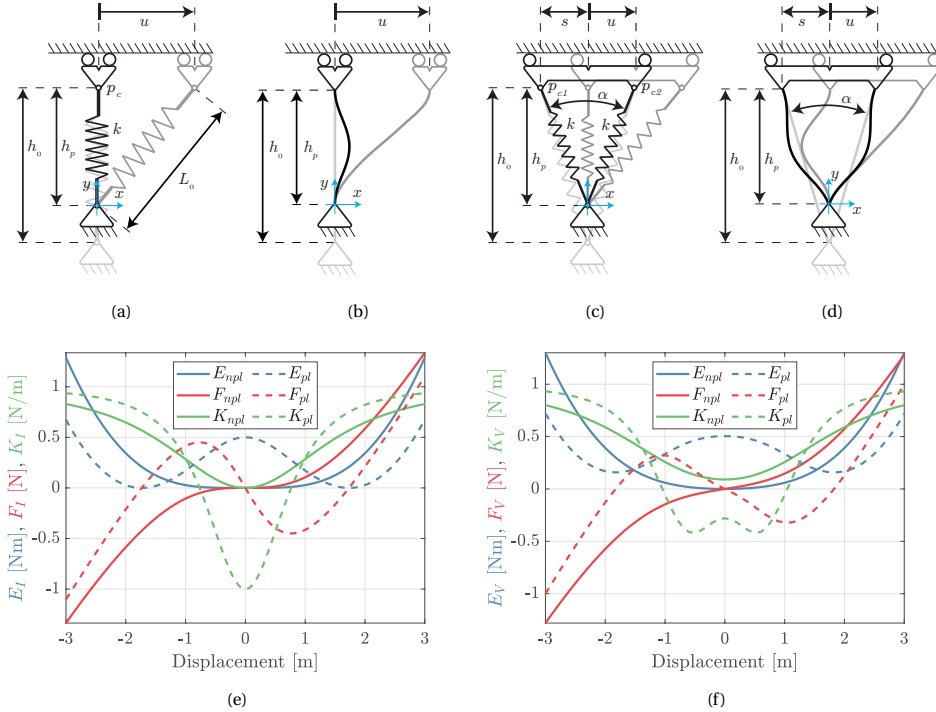 u
u
s
u
s
u
p_c
p_c1
p_c2
α
α
k
k
k
h_o
h_p
h_o
h_p
h_o
h_p
h_o
h_p
L_o
y
x
y
x
y
x
y
x
(a)
(b)
(c)
(d)
E_I [Nm], F_I [N], K_I [N/m]
1
0.5
0
-0.5
-1
E_npl
E_pl
F_npl
F_pl
K_npl
K_pl
-3
-2
-1
0
1
2
3
Displacement [m]
(e)
E_V [Nm], F_V [N], K_V [N/m]
1
0.5
0
-0.5
-1
E_npl
E_pl
F_npl
F_pl
K_npl
K_pl
-3
-2
-1
0
1
2
3
Displacement [m]
(f)